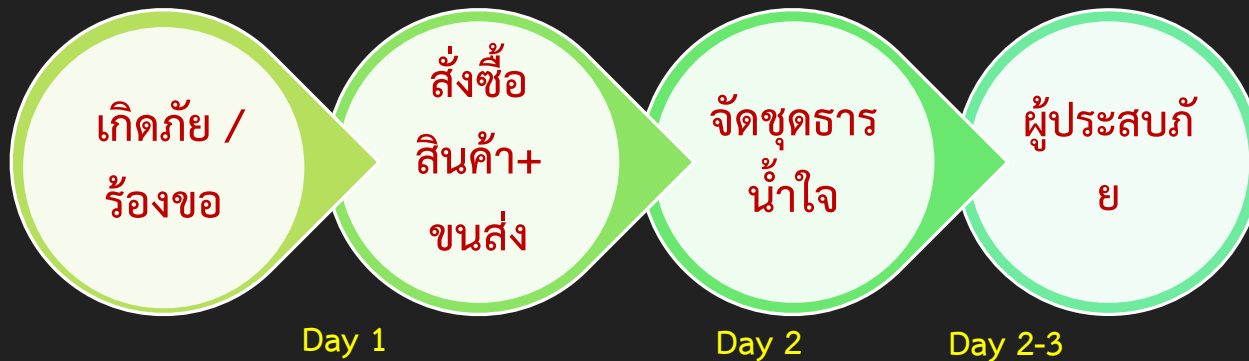 เกิดภัย /
ร้องขอ
สั่งซื้อ
สินค้า+
ขนส่ง
จัดชุดธาร
น้ำใจ
ผู้ประสบภั
ย
Day 1
Day 2
Day 2-3